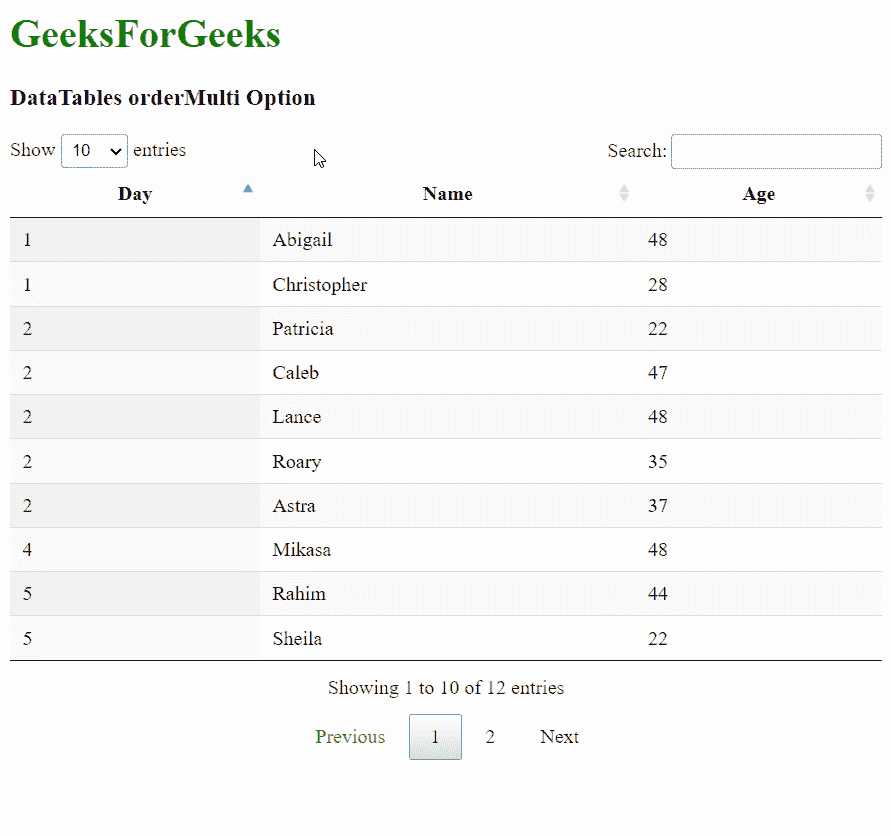 GeeksForGeeks
DataTables orderMulti Option
Show 10 entries Search:
Day Name Age
1 Abigail 48
1 Christopher 28
2 Patricia 22
2 Caleb 47
2 Lance 48
2 Roary 35
2 Astra 37
4 Mikasa 48
5 Rahim 44
5 Sheila 22
Showing 1 to 10 of 12 entries
Previous 1 2 Next